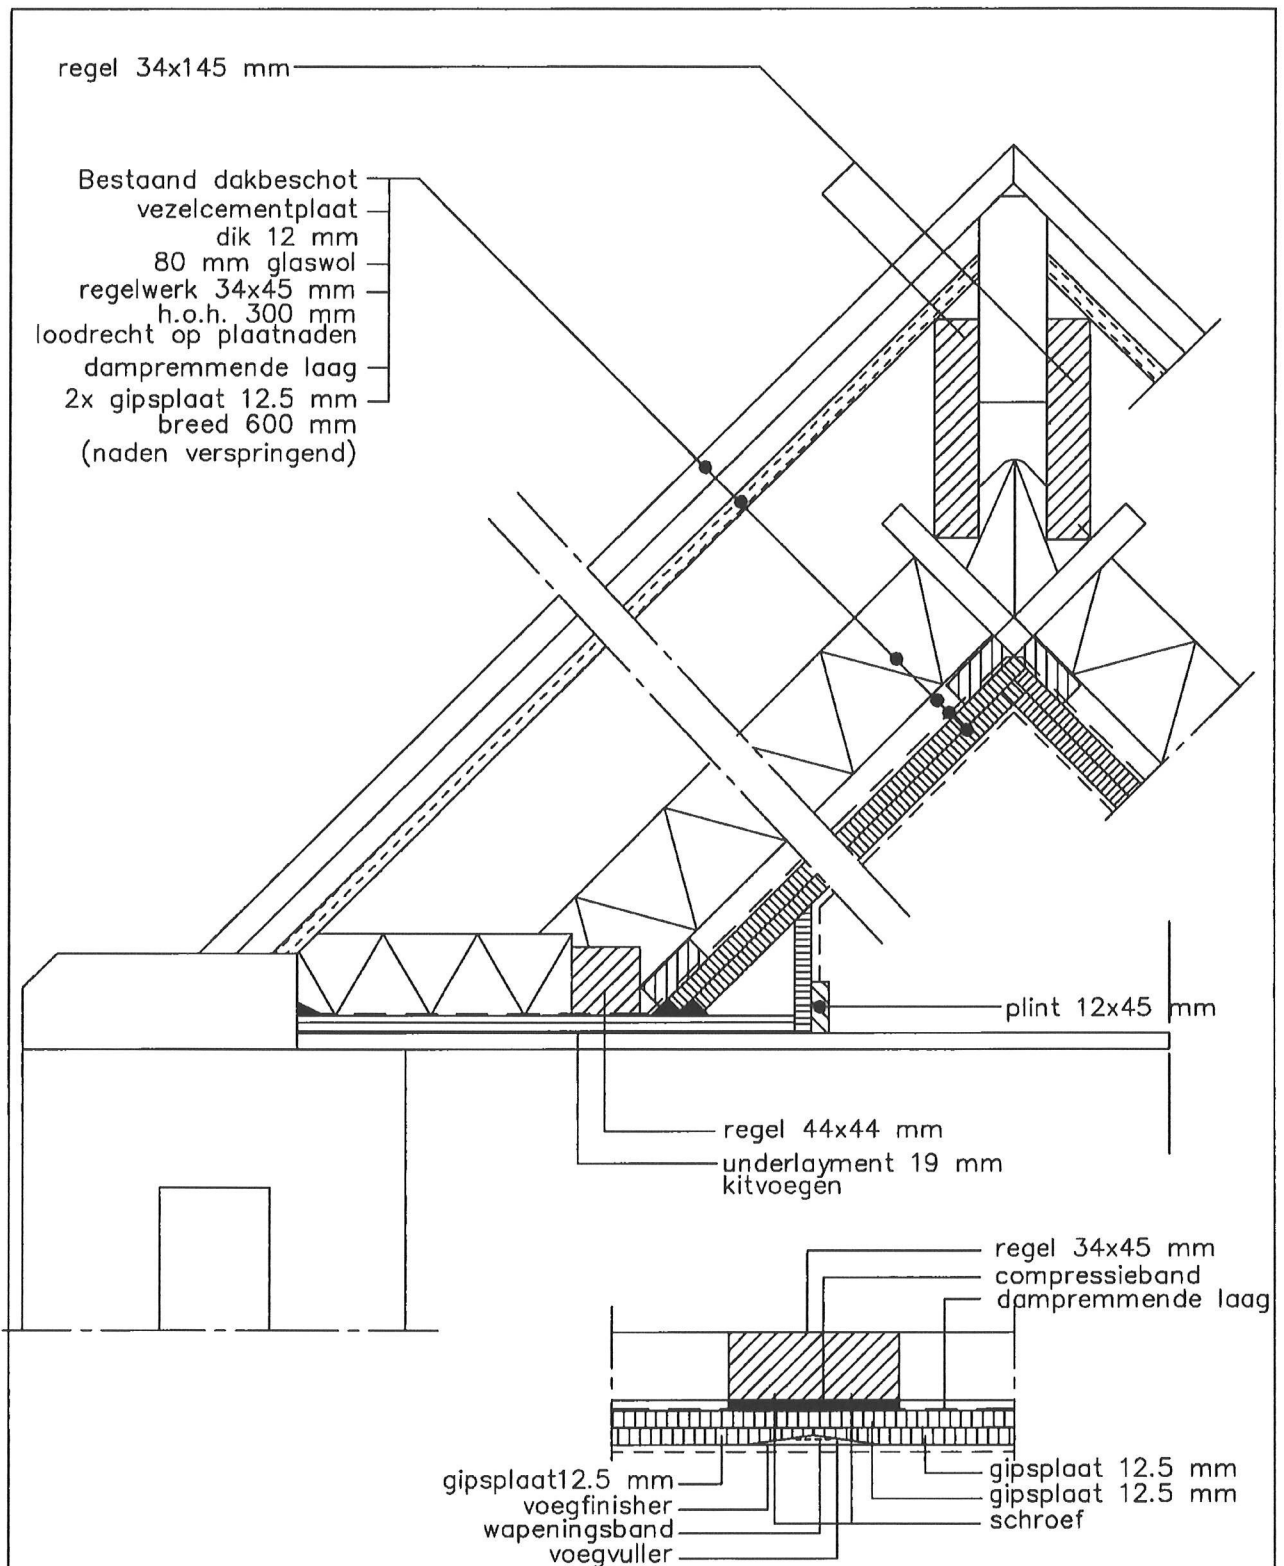 regel 34x145 mm
Bestaand dakbeschot
vezelcementplaat
dik 12 mm
80 mm glaswol
regelwerk 34x45 mm
h.o.h. 300 mm
loodrecht op plaatnaden
dampremmende laag
2x gipsplaat 12.5 mm
breed 600 mm
(naden verspringend)
plint 12x45 mm
regel 44x44 mm
underlayment 19 mm
kitvoegen
regel 34x45 mm
compressieband
dampremmende laag
gipsplaat12.5 mm
voegfinisher
wapeningsband
voegvuller
gipsplaat 12.5 mm
gipsplaat 12.5 mm
schroef